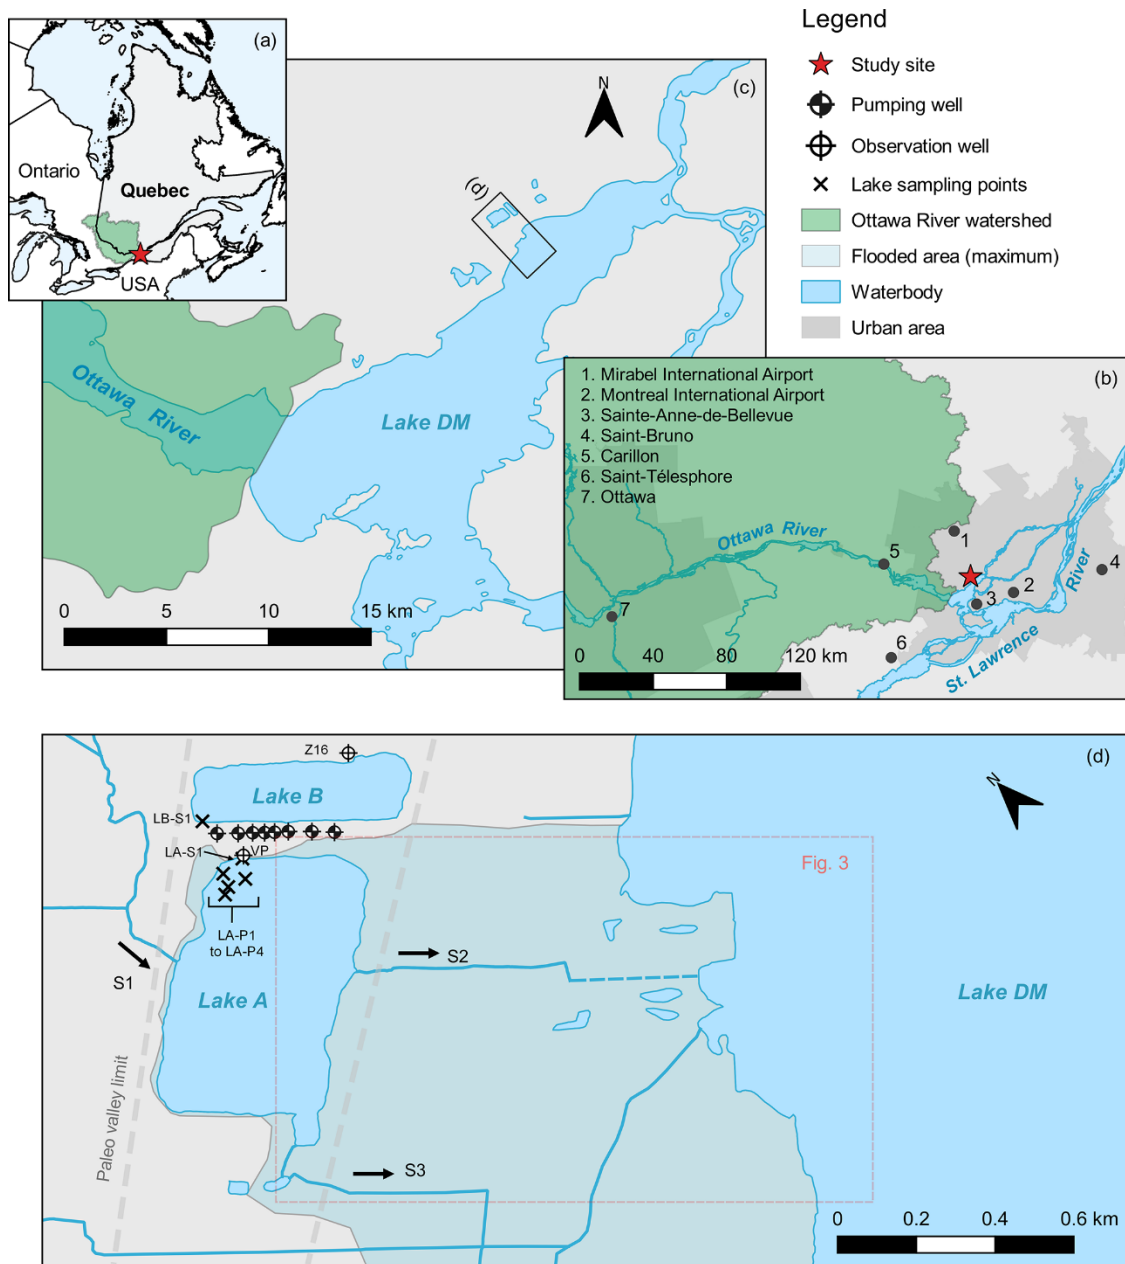 (a)
Ontario
Quebec
USA
(c)
N
(d)
Ottawa River
Lake DM
0 5 10 15 km
Legend
Study site
Pumping well
Observation well
Lake sampling points
Ottawa River watershed
Flooded area (maximum)
Waterbody
Urban area
(b)
1. Mirabel International Airport
2. Montreal International Airport
3. Sainte-Anne-de-Bellevue
4. Saint-Bruno
5. Carillon
6. Saint-Télesphore
7. Ottawa
Ottawa River
1
5
4
2
3
7
6
St. Lawrence River
0 40 80 120 km
(d)
N
Z16
Lake B
LB-S1
LA-S1
VP
Fig. 3
LA-P1
to LA-P4
S1
S2
Lake A
Lake DM
Paleo valley limit
S3
0 0.2 0.4 0.6 km